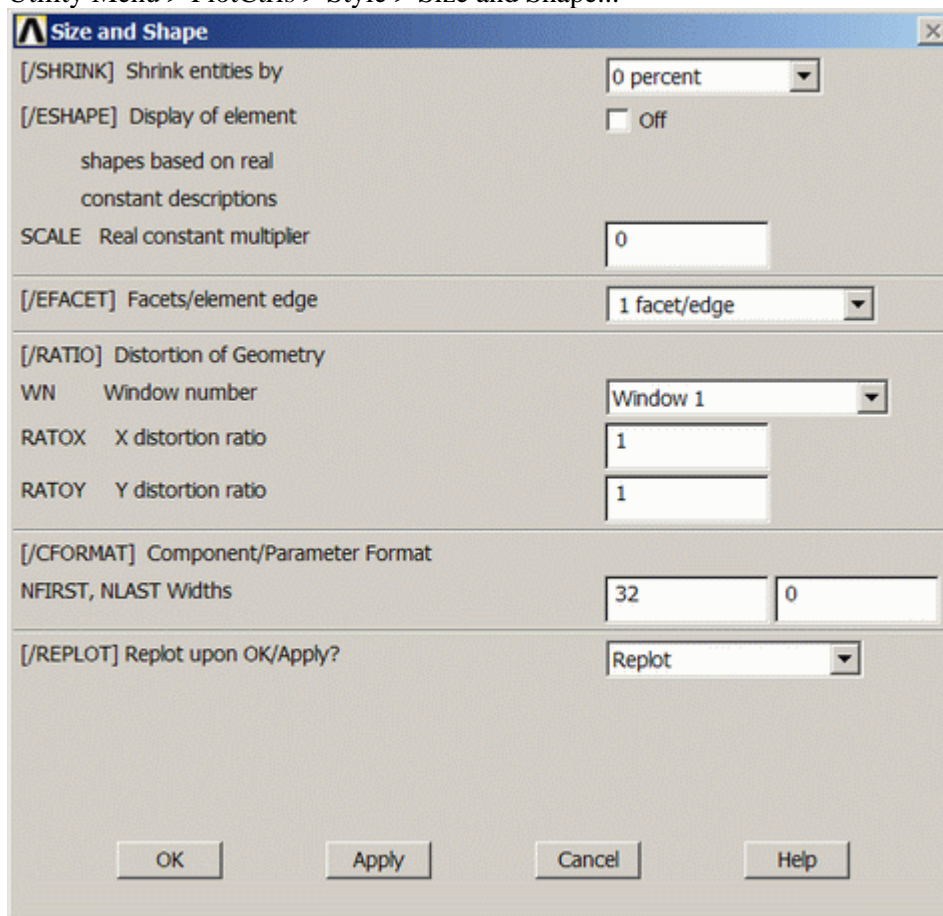 Utility Menu > PlotCtrls > Style > Size and Shape...
Size and Shape
[/SHRINK] Shrink entities by 0 percent
[/ESHAPE] Display of element Off
shapes based on real
constant descriptions
SCALE Real constant multiplier 0
[/EFACET] Facets/element edge 1 facet/edge
[/RATIO] Distortion of Geometry
WN Window number Window 1
RATOX X distortion ratio 1
RATOY Y distortion ratio 1
[/CFORMAT] Component/Parameter Format
NFIRST, NLAST Widths 32 0
[/REPLOT] Replot upon OK/Apply? Replot
OK Apply Cancel Help